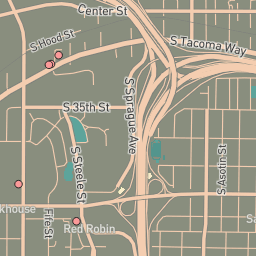 Center St
S Hood St
S Tacoma Way
S 35th St
S Sprague Ave
S Steele St
S Asotin St
khouse
Fife St
Sa
Red Robin